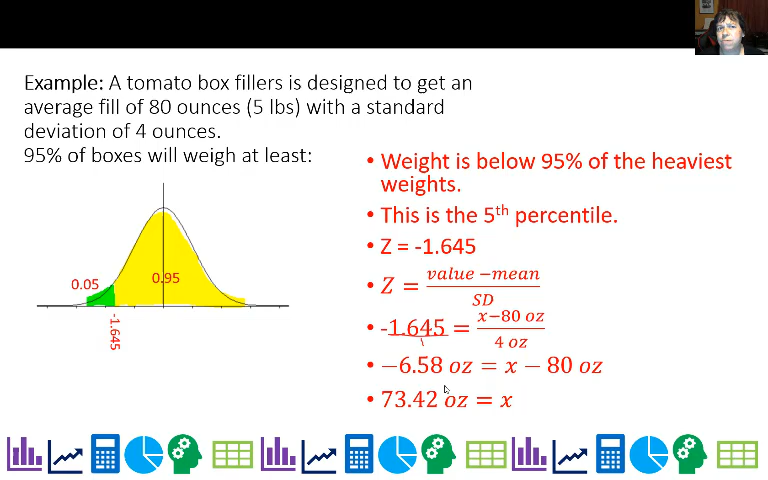 Example: A tomato box fillers is designed to get an
average fill of 80 ounces (5 lbs) with a standard
deviation of 4 ounces.
95% of boxes will weigh at least:
• Weight is below 95% of the heaviest
weights.
• This is the 5th percentile.
• Z = -1.645
• Z = (value −mean)/SD
• -1.645 = (x−80 oz)/(4 oz)
• −6.58 oz = x − 80 oz
• 73.42 oz = x
0.05
0.95
-1.645